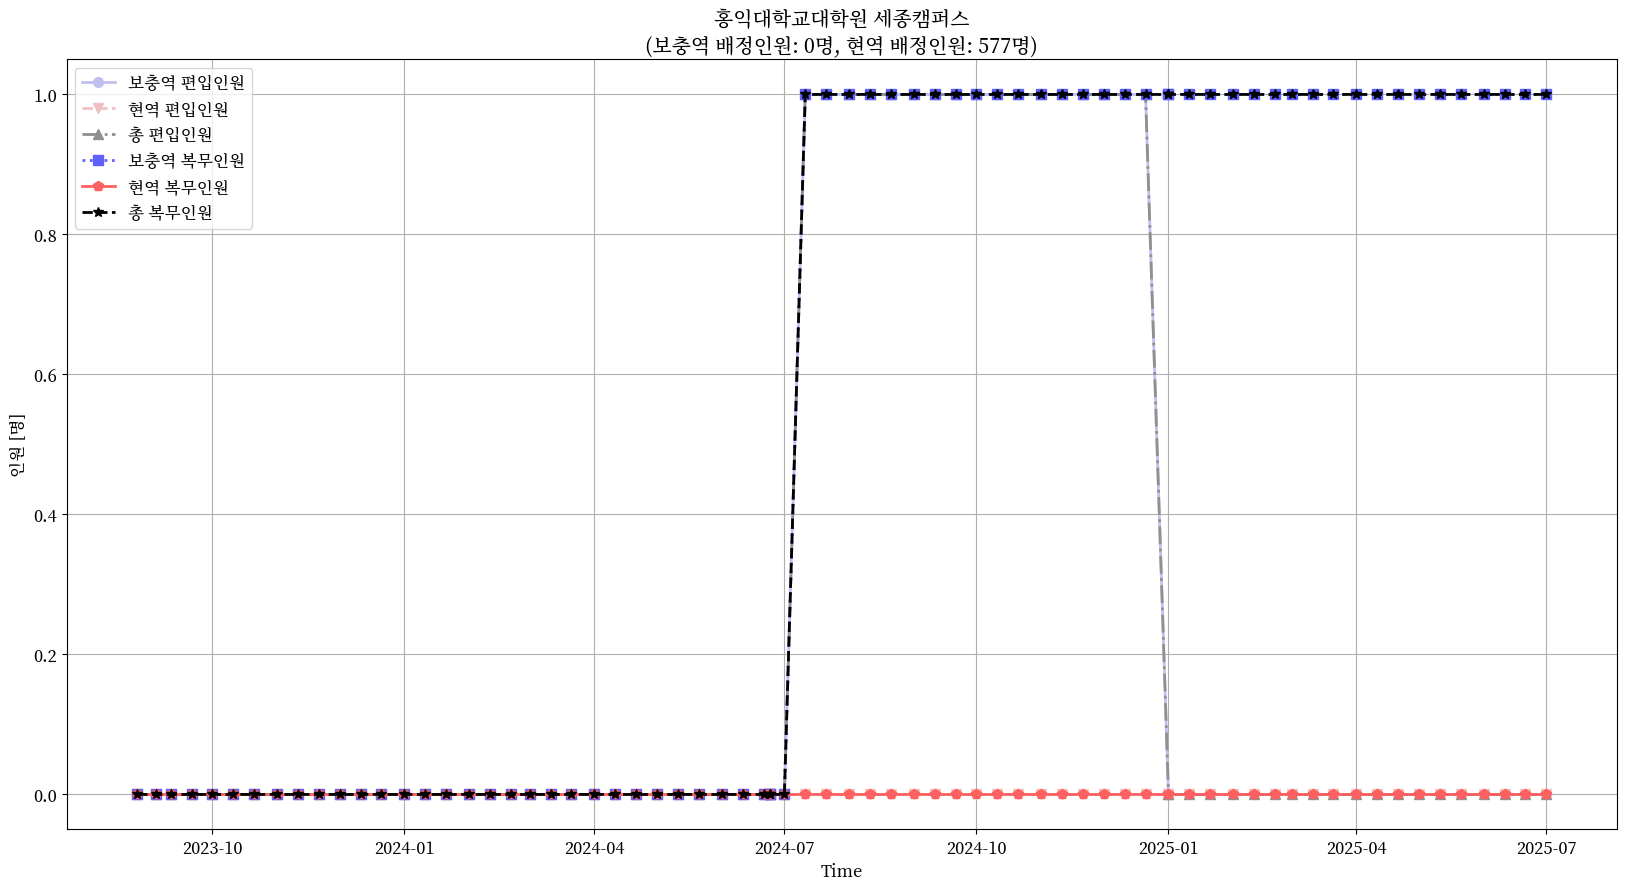 홍익대학교대학원 세종캠퍼스
(보충역 배정인원: 0명, 현역 배정인원: 577명)
보충역 편입인원
현역 편입인원
총 편입인원
보충역 복무인원
현역 복무인원
총 복무인원
1.0
0.8
0.6
0.4
0.2
0.0
인원 [명]
2023-10
2024-01
2024-04
2024-07
2024-10
2025-01
2025-04
2025-07
Time